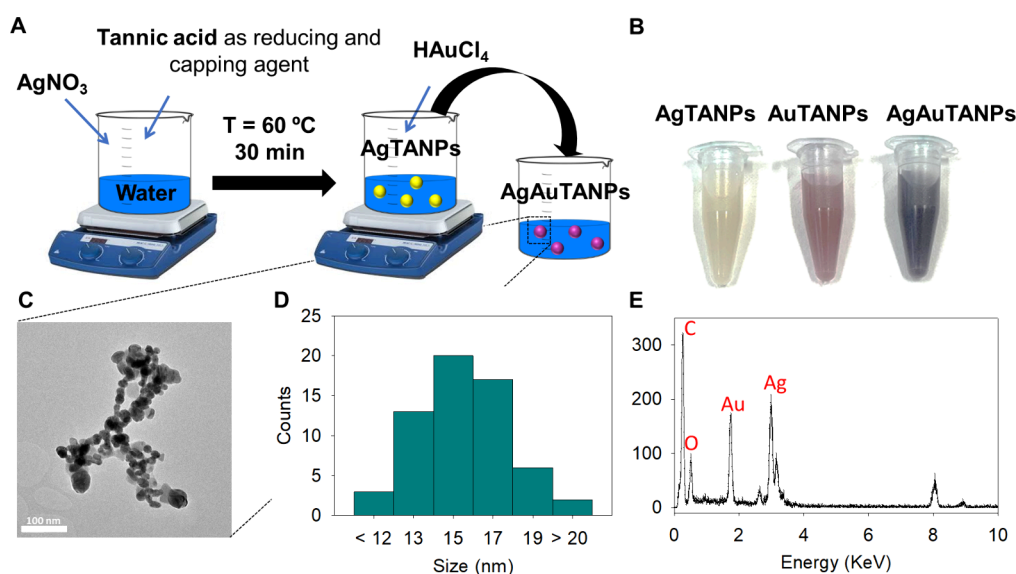 A
Tannic acid as reducing and
capping agent
AgNO₃
T = 60 ºC
30 min
Water
HAuCl₄
AgTANPs
AgAuTANPs
B
AgTANPs AuTANPs AgAuTANPs
C
100 nm
D
25
20
15
10
5
0
Counts
< 12 13 15 17 19 > 20
Size (nm)
E
300
200
100
0
C
O
Au
Ag
0 2 4 6 8 10
Energy (KeV)